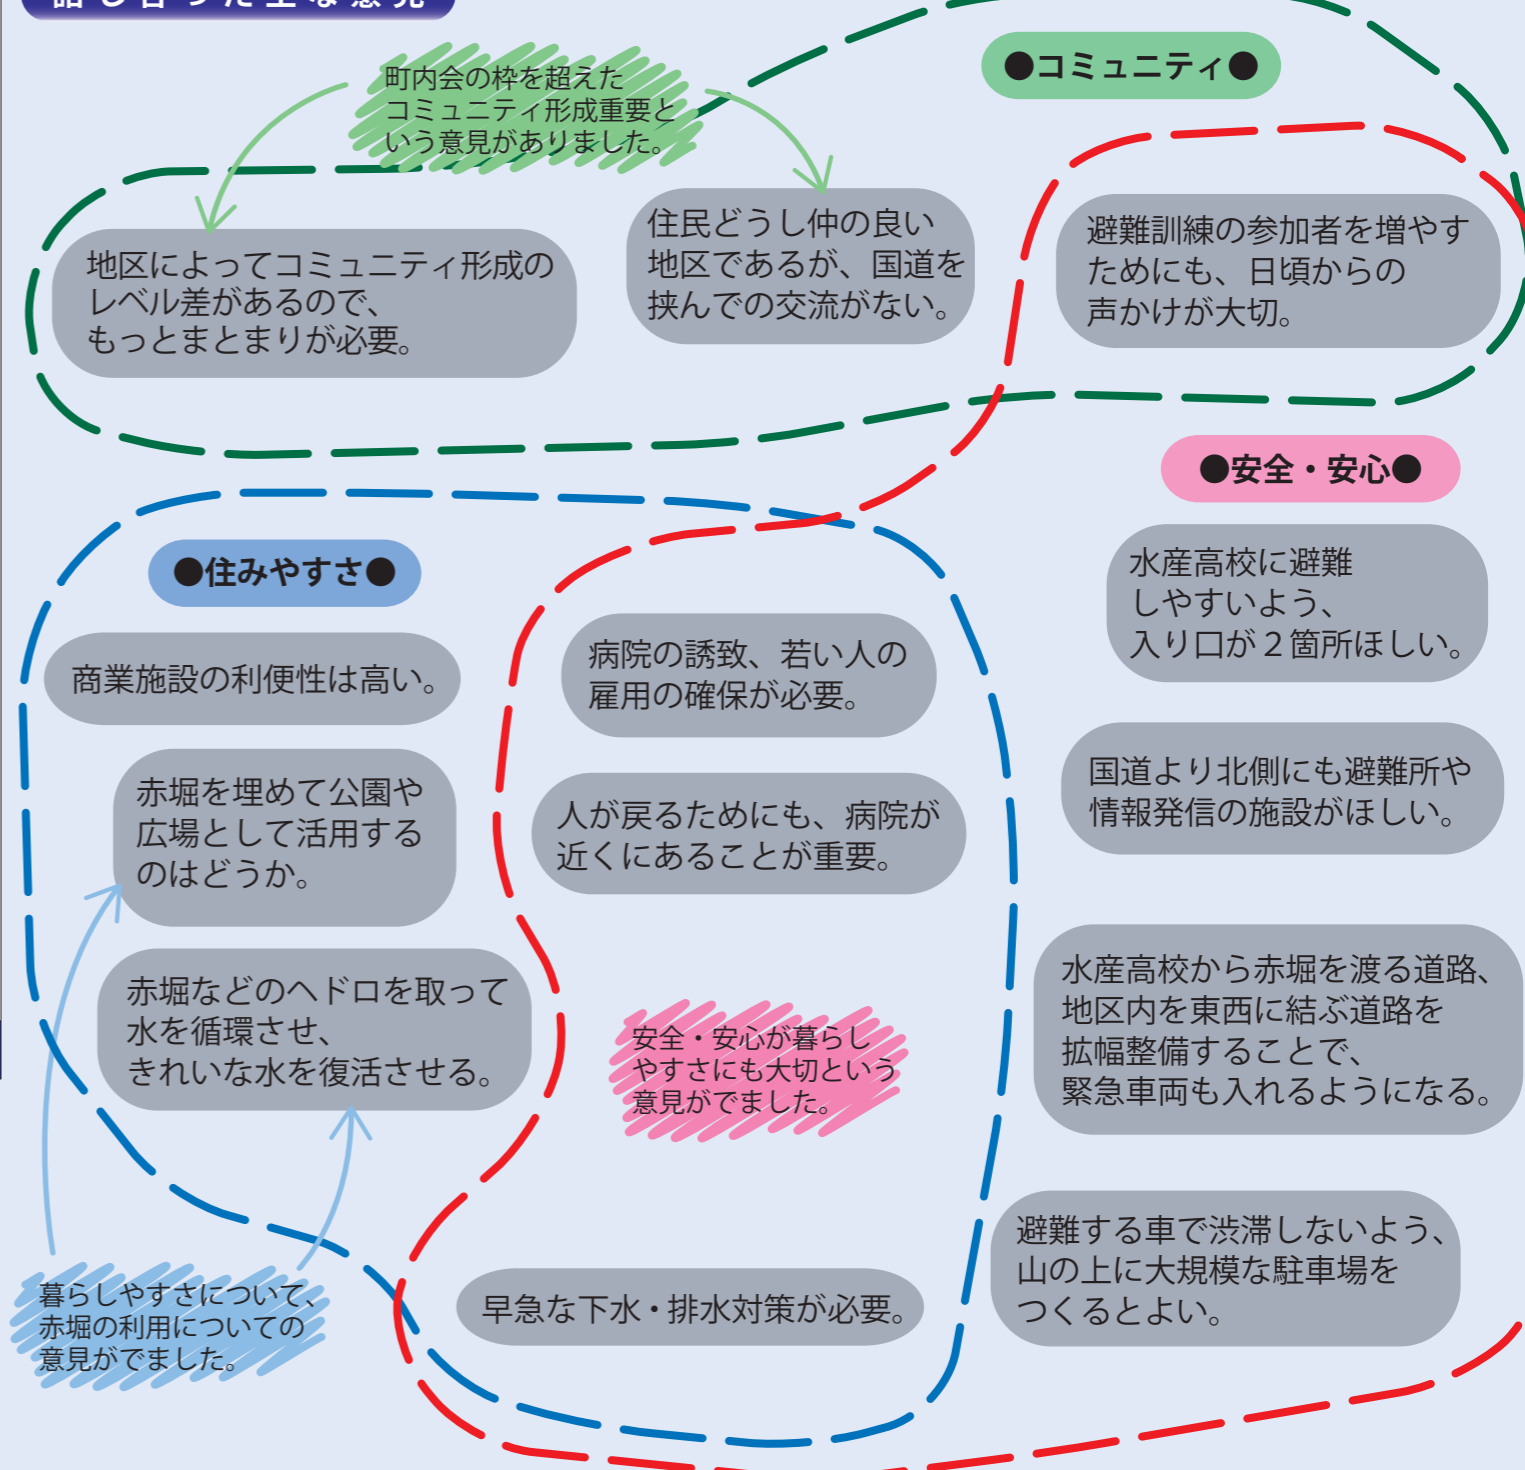 話し合った主な意見
●コミュニティ●
町内会の枠を超えた
コミュニティ形成重要と
いう意見がありました。
地区によってコミュニティ形成の
レベル差があるので、
もっとまとまりが必要。
住民どうし仲の良い
地区であるが、国道を
挟んでの交流がない。
避難訓練の参加者を増やす
ためにも、日頃からの
声かけが大切。
●安全・安心●
水産高校に避難
しやすいよう、
入り口が２箇所ほしい。
国道より北側にも避難所や
情報発信の施設がほしい。
水産高校から赤堀を渡る道路、
地区内を東西に結ぶ道路を
拡幅整備することで、
緊急車両も入れるようになる。
避難する車で渋滞しないよう、
山の上に大規模な駐車場を
つくるとよい。
●住みやすさ●
商業施設の利便性は高い。
赤堀を埋めて公園や
広場として活用する
のはどうか。
赤堀などのヘドロを取って
水を循環させ、
きれいな水を復活させる。
暮らしやすさについて、
赤堀の利用についての
意見がでました。
病院の誘致、若い人の
雇用の確保が必要。
人が戻るためにも、病院が
近くにあることが重要。
安全・安心が暮らし
やすさにも大切という
意見がでました。
早急な下水・排水対策が必要。